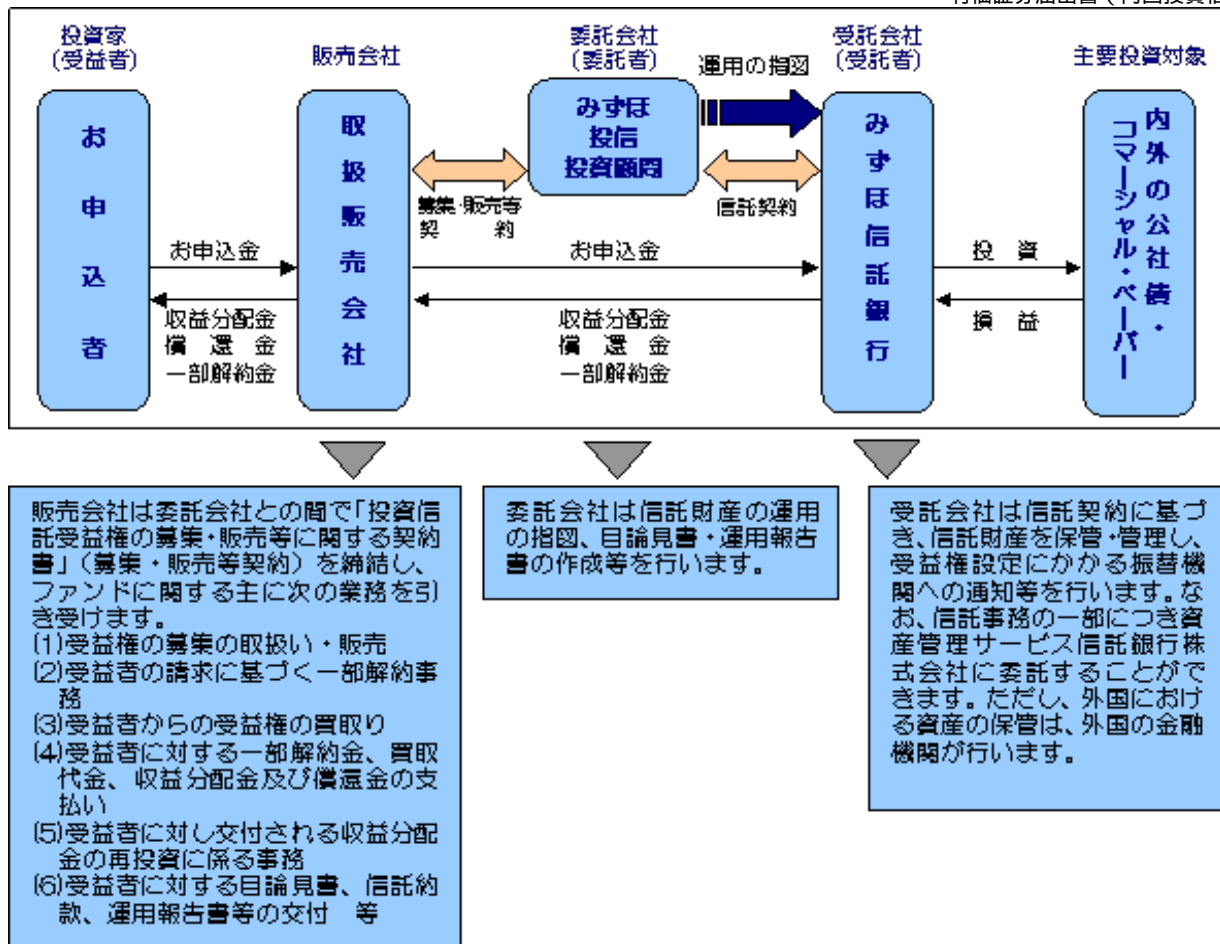 投資家
(受益者)
販売会社
委託会社
(委託者)
受託会社
(受託者)
主要投資対象
運用の指図
お申込者
取扱販売会社
みずほ
投信
投資顧問
みずほ信託銀行
内外の公社債・
コマーシャル・ペーパー
募集・販売等
契　約
信託契約
お申込金
お申込金
投　資
収益分配金
償　還　金
一部解約金
収益分配金
償　還　金
一部解約金
損　益
販売会社は委託会社との間で「投資信
託受益権の募集・販売等に関する契約
書」（募集・販売等契約）を締結し、
ファンドに関する主に次の業務を引
き受けます。
(1)受益権の募集の取扱い・販売
(2)受益者の請求に基づく一部解約事
務
(3)受益者からの受益権の買取り
(4)受益者に対する一部解約金、買取
代金、収益分配金及び償還金の支
払い
(5)受益者に対し交付される収益分配
金の再投資に係る事務
(6)受益者に対する目論見書、信託約
款、運用報告書等の交付　等
委託会社は信託財産の運用
の指図、目論見書・運用報告
書の作成等を行います。
受託会社は信託契約に基づ
き、信託財産を保管・管理し、
受益権設定にかかる振替機
関への通知等を行います。な
お、信託事務の一部につき資
産管理サービス信託銀行株
式会社に委託することがで
きます。ただし、外国におけ
る資産の保管は、外国の金融
機関が行います。